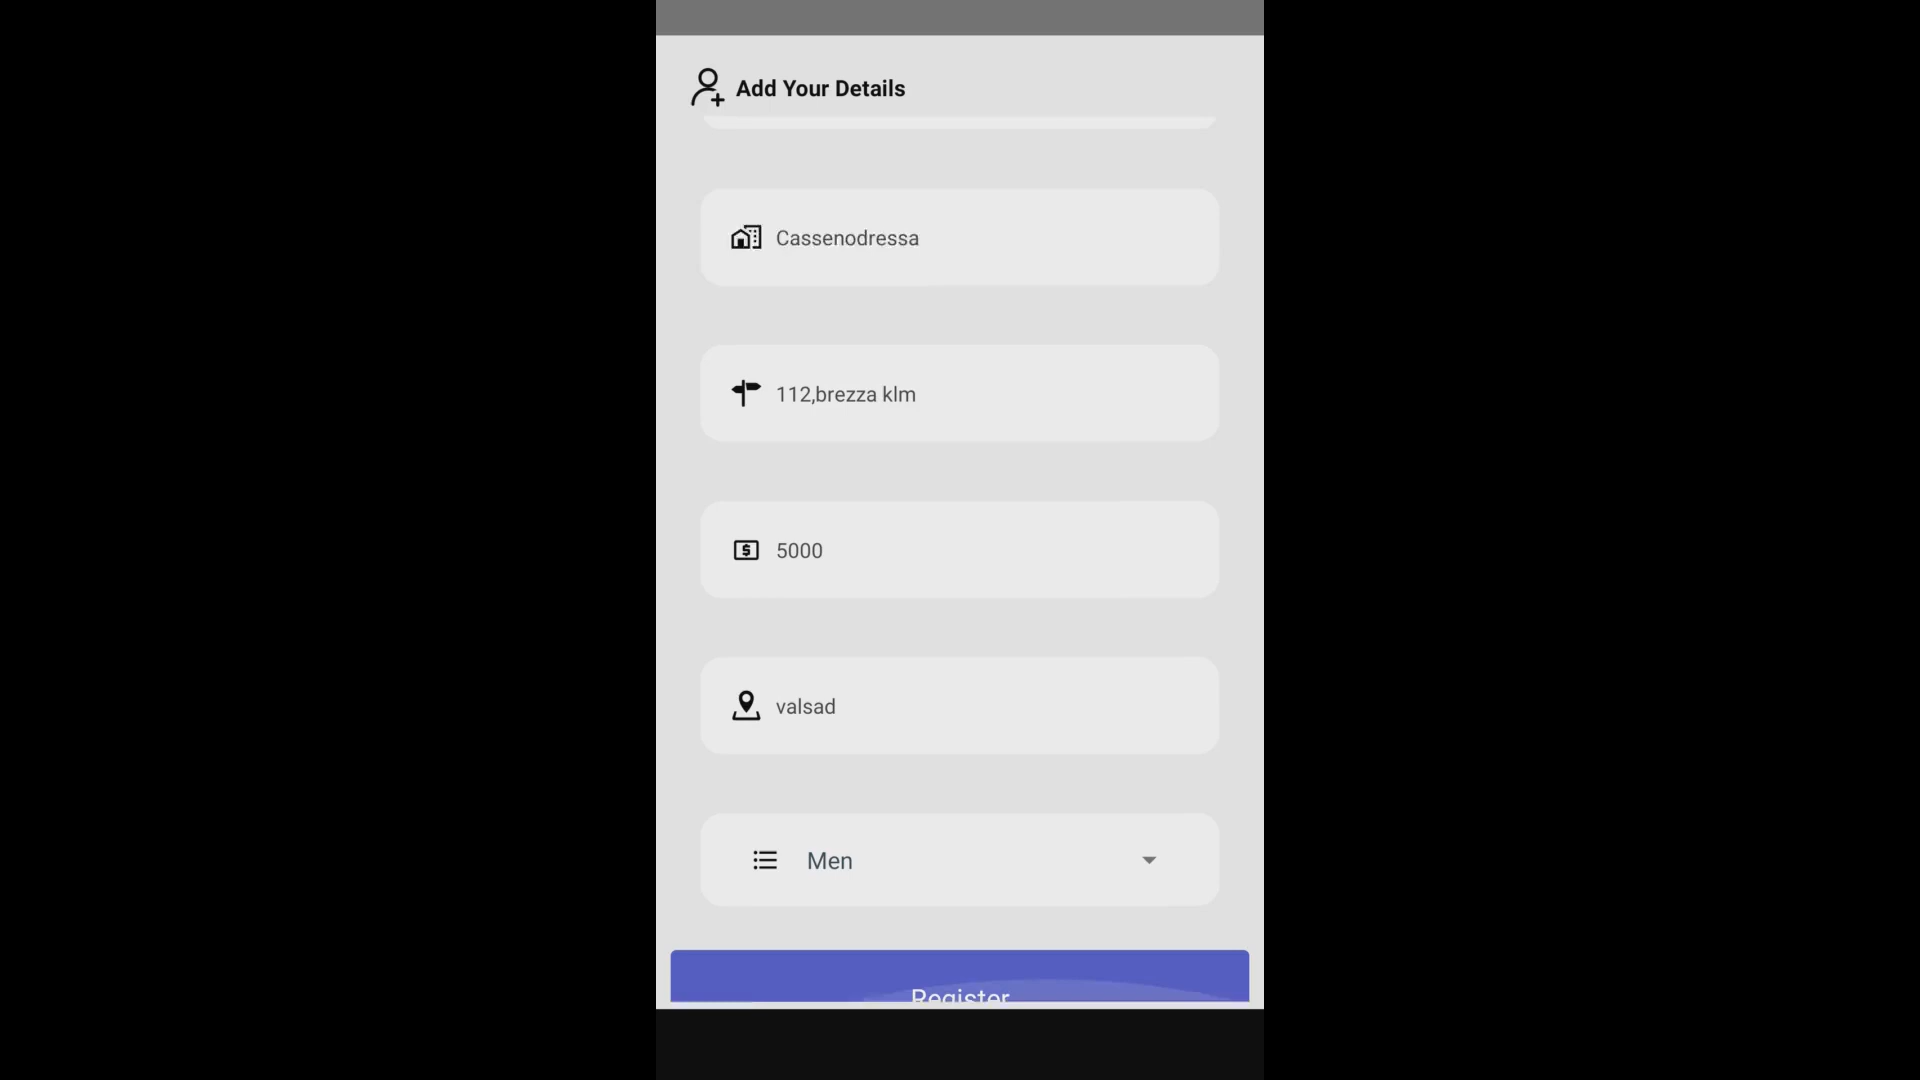 Add Your Details
Cassenodressa
112,brezza klm
5000
valsad
Men
Register